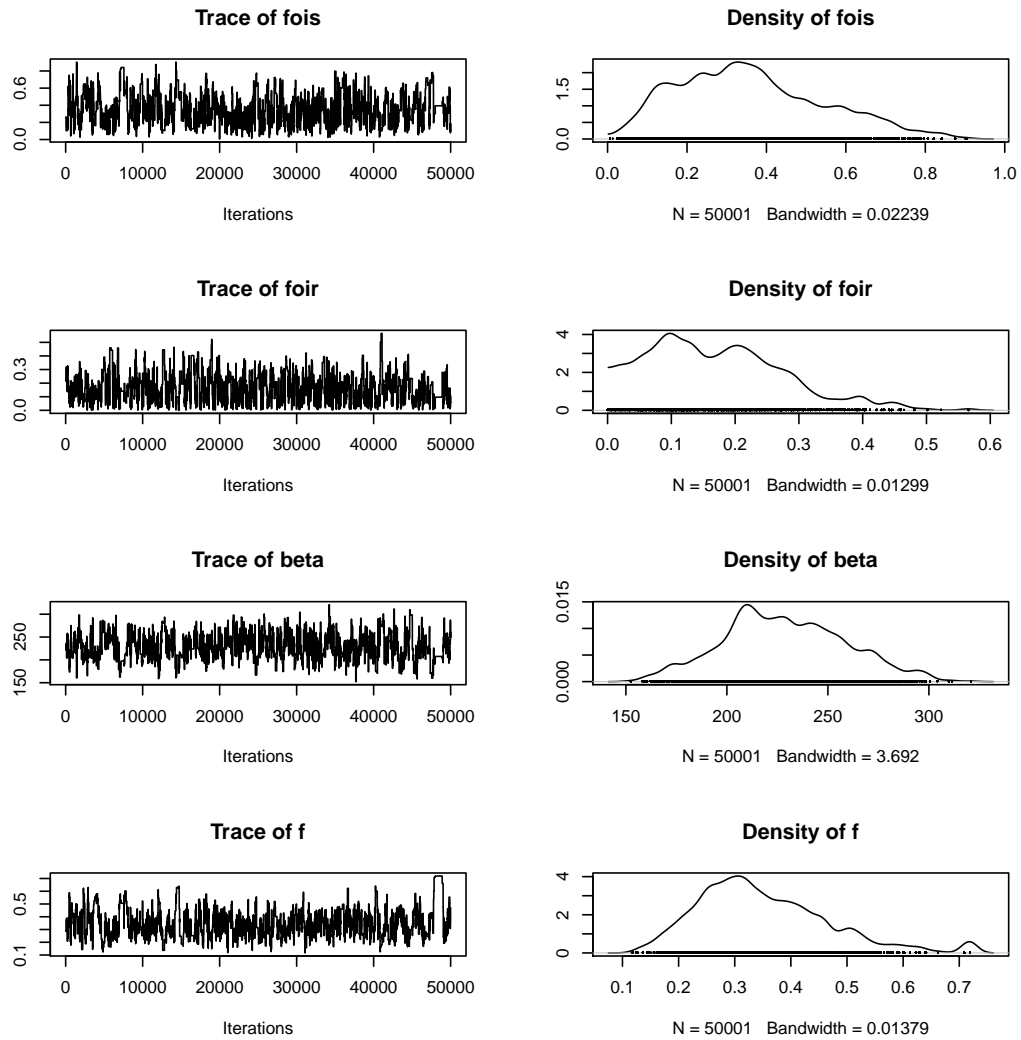 Trace of fois
0.0 0.6
0 10000 20000 30000 40000 50000
Iterations
Density of fois
0.0 1.5
0.0 0.2 0.4 0.6 0.8 1.0
N = 50001 Bandwidth = 0.02239
Trace of foir
0.0 0.3
0 10000 20000 30000 40000 50000
Iterations
Density of foir
0 2 4
0.0 0.1 0.2 0.3 0.4 0.5 0.6
N = 50001 Bandwidth = 0.01299
Trace of beta
150 250
0 10000 20000 30000 40000 50000
Iterations
Density of beta
0.000 0.015
150 200 250 300
N = 50001 Bandwidth = 3.692
Trace of f
0.1 0.5
0 10000 20000 30000 40000 50000
Iterations
Density of f
0 2 4
0.1 0.2 0.3 0.4 0.5 0.6 0.7
N = 50001 Bandwidth = 0.01379